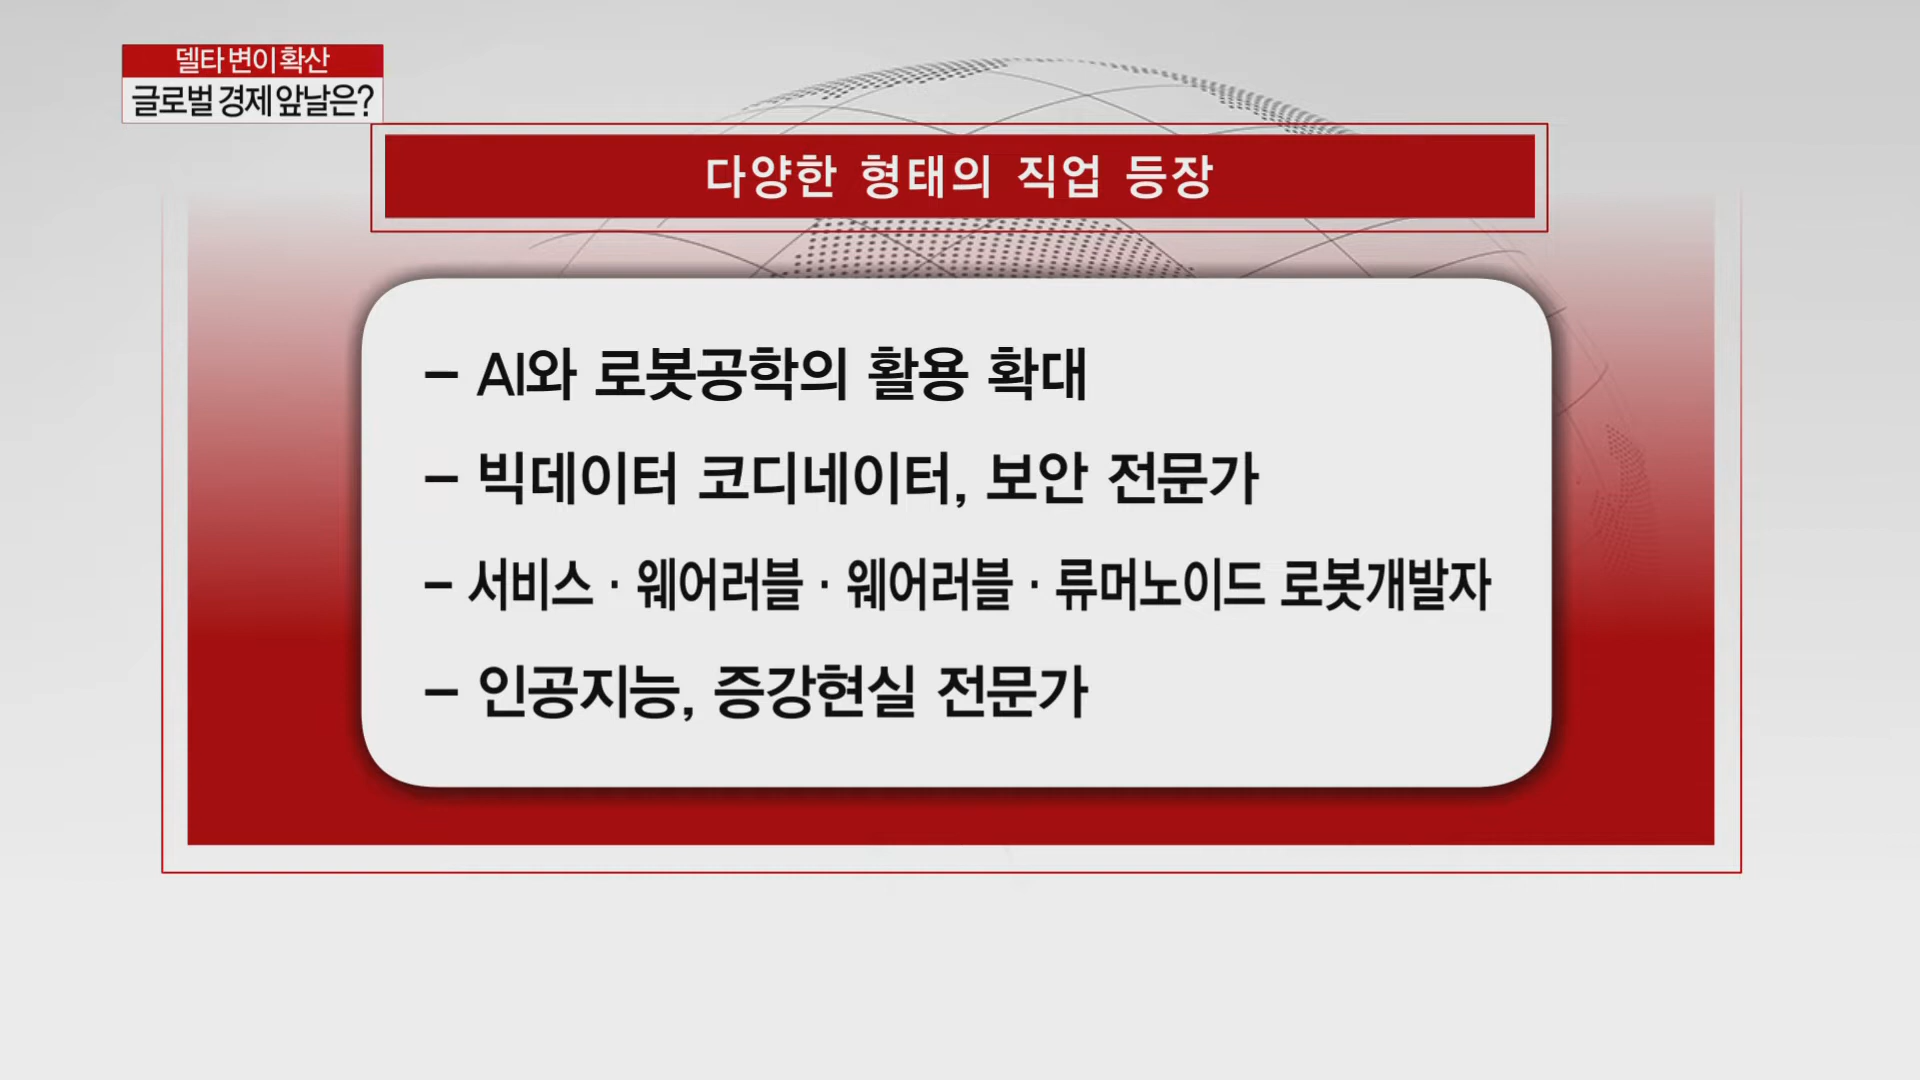 델타 변이 확산
글로벌 경제 앞날은?
다양한 형태의 직업 등장
- AI와 로봇공학의 활용 확대
- 빅데이터 코디네이터, 보안 전문가
- 서비스 · 웨어러블 · 웨어러블 · 류머노이드 로봇개발자
- 인공지능, 증강현실 전문가